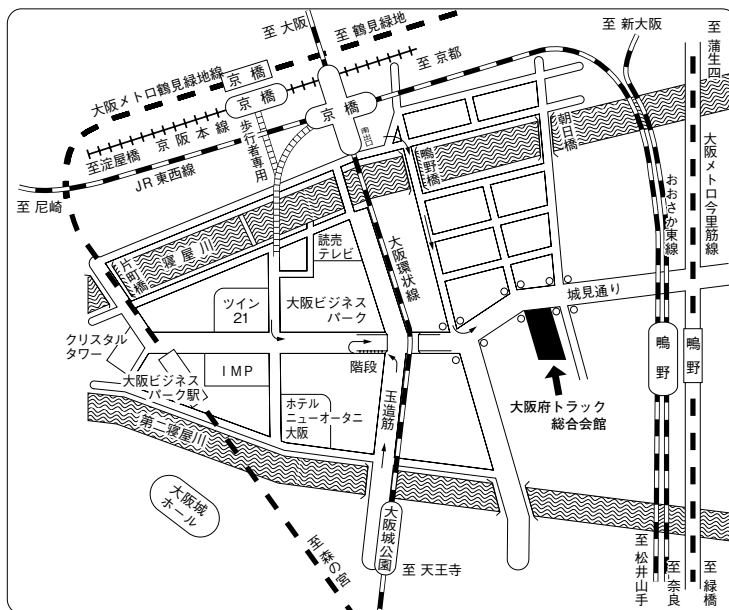 至 大阪
至 鶴見緑地
至 新大阪
至 蒲生四
大阪メトロ鶴見緑地線
京橋
至 京都
京橋
京橋
至淀屋橋
京阪本線
歩行者専用
南出口
朝日橋
鴫野橋
JR東西線
至 尼崎
大阪メトロ今里筋線
おおさか東線
片町橋
寝屋川
読売
テレビ
大阪環状線
城見通り
ツイン
21
大阪ビジネス
パーク
クリスタル
タワー
大阪ビジネス
パーク駅
IMP
階段
鴫野
鴫野
玉造筋
ホテル
ニューオータニ
大阪
大阪府トラック
総合会館
第二寝屋川
大阪城
ホール
大阪城公園
至 森の宮
至 天王寺
至 松井山手
至 奈良
至 緑橋